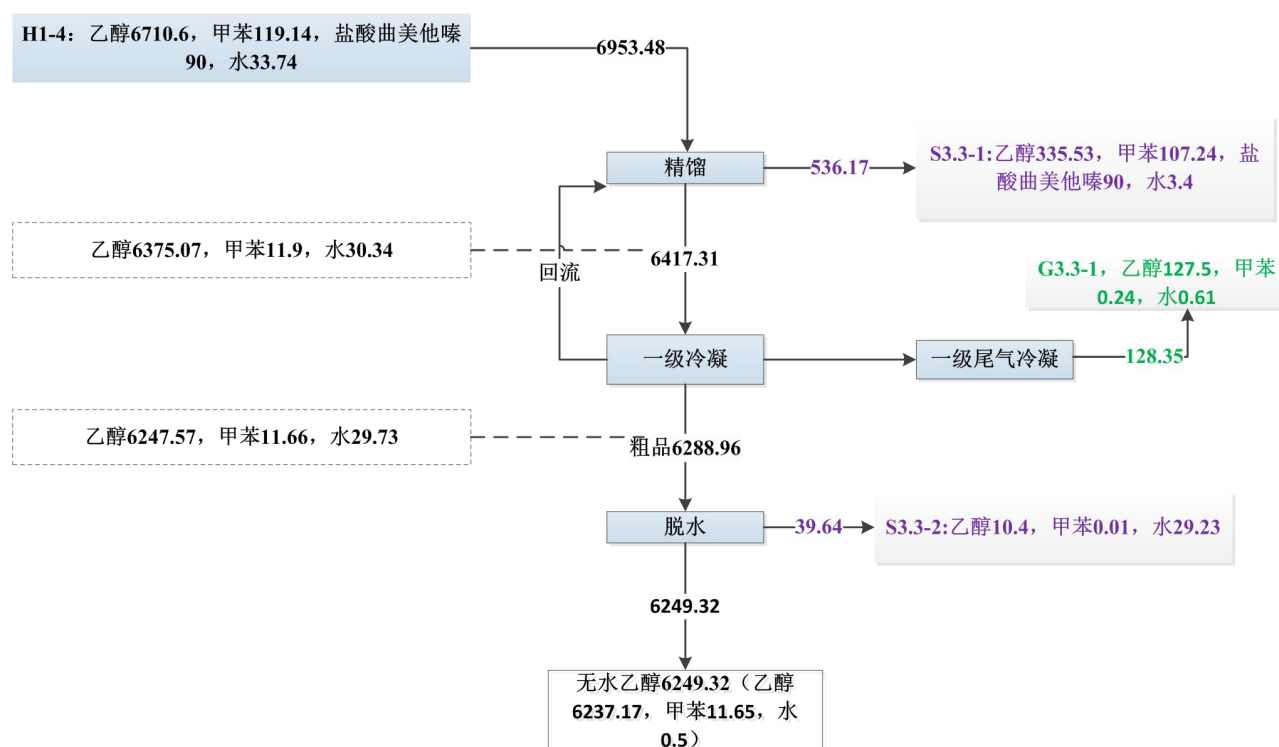 H1-4：乙醇6710.6，甲苯119.14，盐酸曲美他嗪
90，水33.74
6953.48
精馏
536.17
S3.3-1:乙醇335.53，甲苯107.24，盐
酸曲美他嗪90，水3.4
乙醇6375.07，甲苯11.9，水30.34
6417.31
回流
G3.3-1，乙醇127.5，甲苯
0.24，水0.61
一级冷凝
一级尾气冷凝
128.35
乙醇6247.57，甲苯11.66，水29.73
粗品6288.96
脱水
39.64
S3.3-2:乙醇10.4，甲苯0.01，水29.23
6249.32
无水乙醇6249.32（乙醇
6237.17，甲苯11.65，水
0.5）